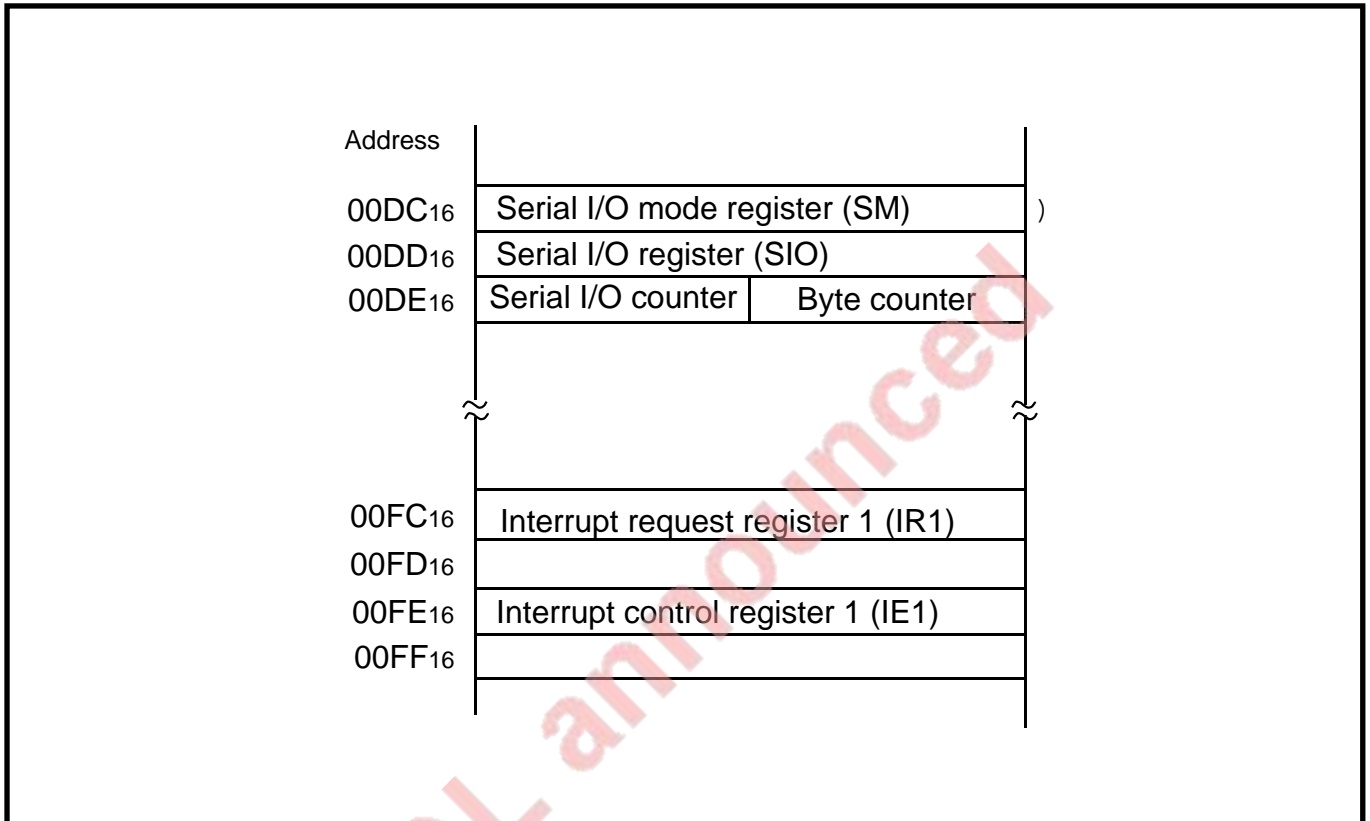 Address
00DC16 Serial I/O mode register (SM) )
00DD16 Serial I/O register (SIO)
00DE16 Serial I/O counter Byte counter
00FC16 Interrupt request register 1 (IR1)
00FD16
00FE16 Interrupt control register 1 (IE1)
00FF16
L announced